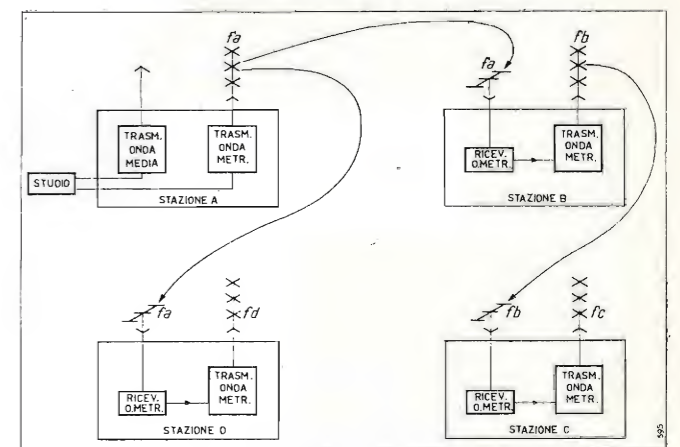 fa
fb
fa
TRASM.
ONDA
MEDIA
TRASM.
ONDA
METR.
STUDIO
STAZIONE A
RICEV.
O.METR.
TRASM.
ONDA
METR.
STAZIONE B
fa
fd
fb
fc
RICEV.
O.METR.
TRASM.
ONDA
METR.
STAZIONE D
RICEV.
O.METR.
TRASM.
ONDA
METR.
STAZIONE C
595